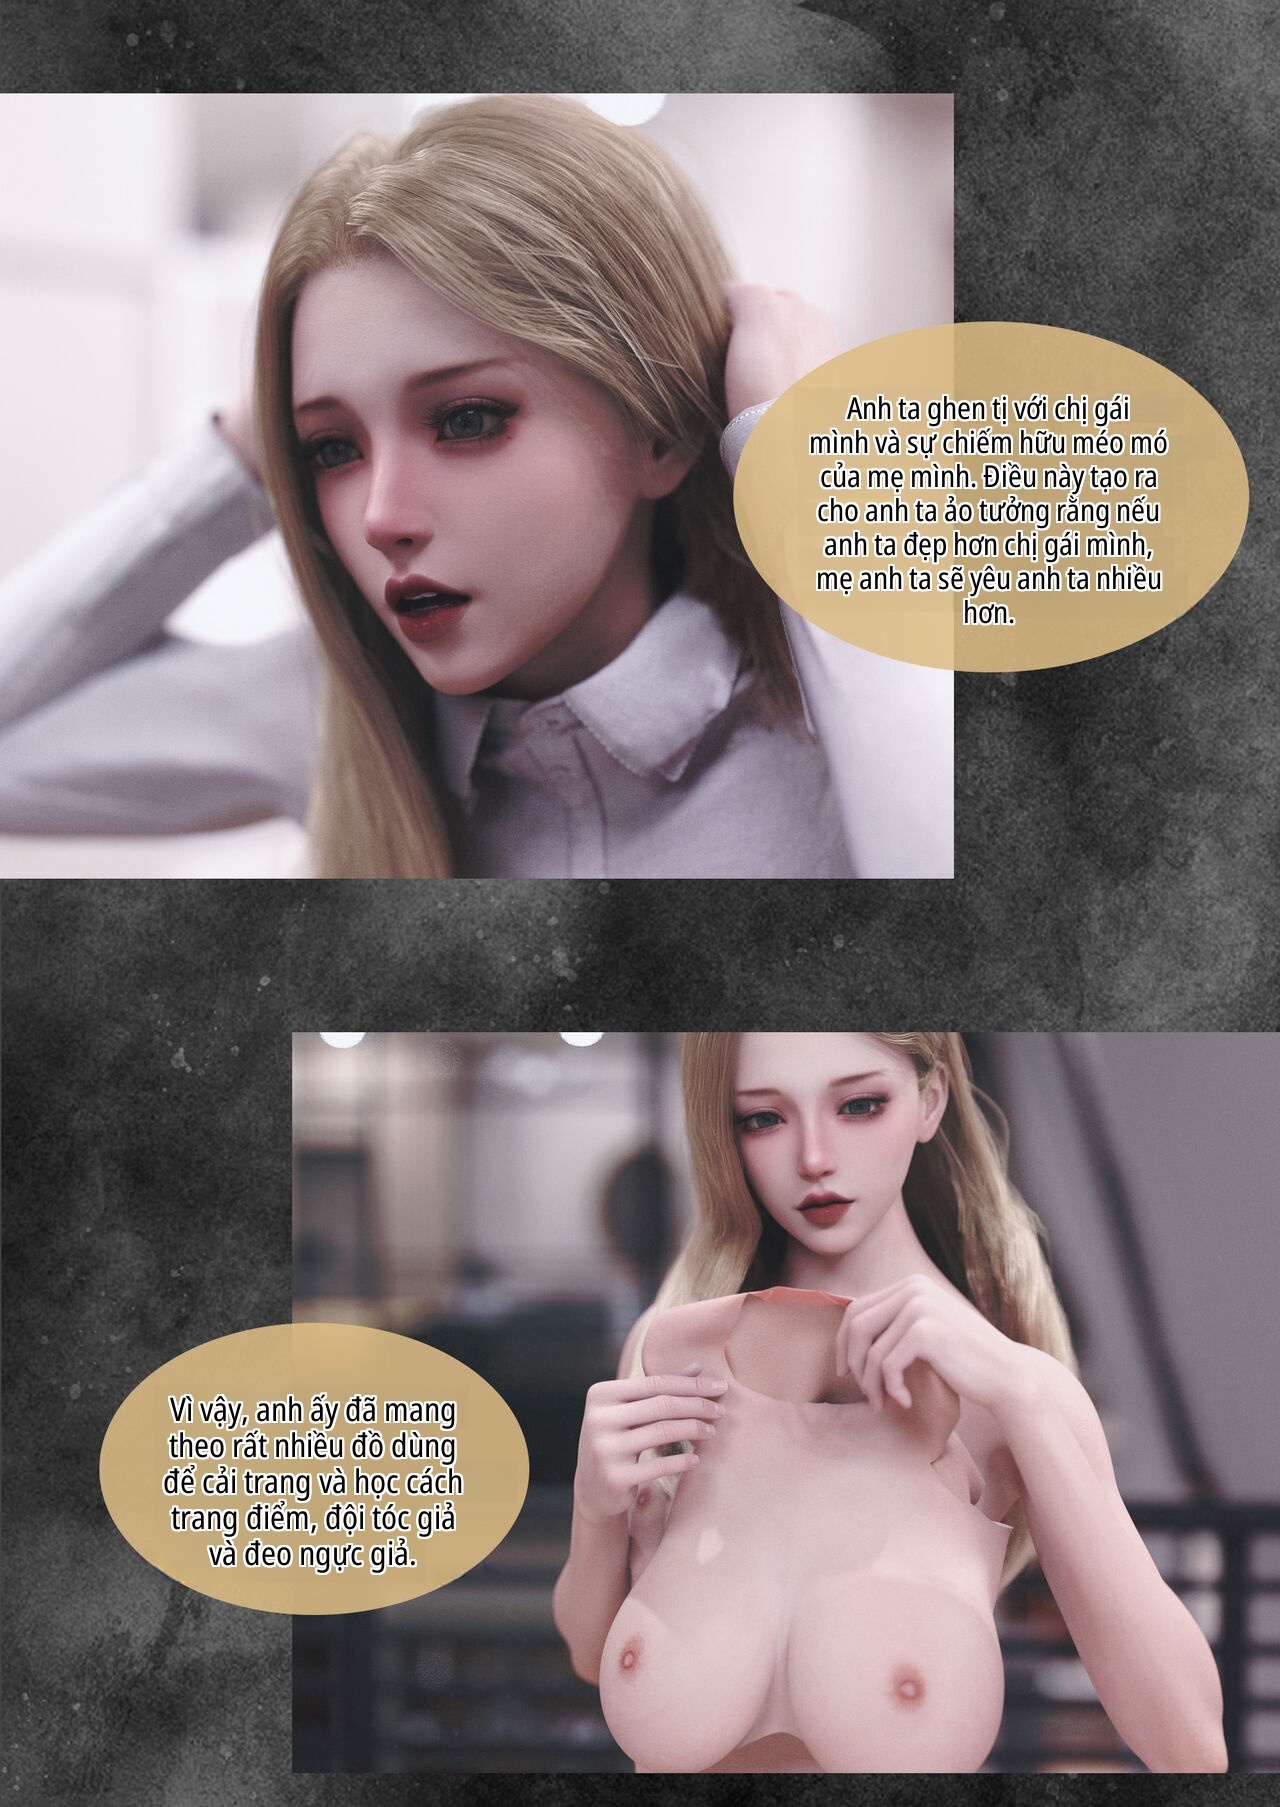 Anh ta ghen tị với chị gái
mình và sự chiếm hữu méo mó
của mẹ mình. Điều này tạo ra
cho anh ta ảo tưởng rằng nếu
anh ta đẹp hơn chị gái mình,
mẹ anh ta sẽ yêu anh ta nhiều
hơn.
Vì vậy, anh ấy đã mang
theo rất nhiều đồ dùng
để cải trang và học cách
trang điểm, đội tóc giả
và đeo ngực giả.